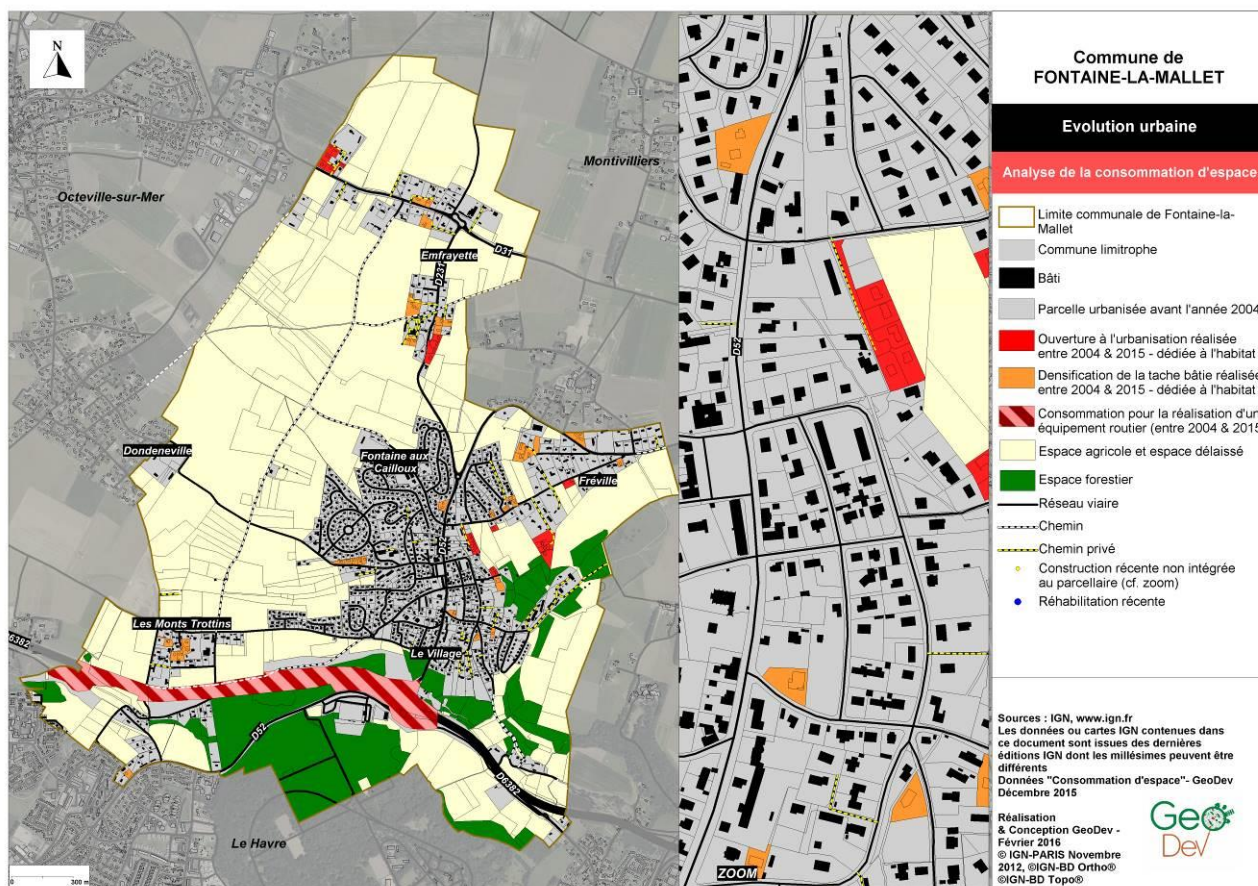 N
Octeville-sur-Mer
Montivilliers
D31
Emfrayette
D231
Dondeneville
Fontaine aux
Cailloux
Fréville
D52
Les Monts Trottins
Le Village
D6382
D52
D6382
Le Havre
0
300 m
D52
ZOOM
Commune de
FONTAINE-LA-MALLET
Evolution urbaine
Analyse de la consommation d'espace
Limite communale de Fontaine-la-
Mallet
Commune limitrophe
Bâti
Parcelle urbanisée avant l'année 2004
Ouverture à l'urbanisation réalisée
entre 2004 & 2015 - dédiée à l'habitat
Densification de la tache bâtie réalisée
entre 2004 & 2015 - dédiée à l'habitat
Consommation pour la réalisation d'un
équipement routier (entre 2004 & 2015
Espace agricole et espace délaissé
Espace forestier
Réseau viaire
Chemin
Chemin privé
Construction récente non intégrée
au parcellaire (cf. zoom)
Réhabilitation récente
Sources : IGN, www.ign.fr
Les données ou cartes IGN contenues dans
ce document sont issues des dernières
éditions IGN dont les millésimes peuvent être
différents
Données "Consommation d'espace"- GeoDev
Décembre 2015
Réalisation
& Conception GeoDev -
Février 2016
© IGN-PARIS Novembre
2012, ©IGN-BD Ortho®
©IGN-BD Topo®
Geo
Dev